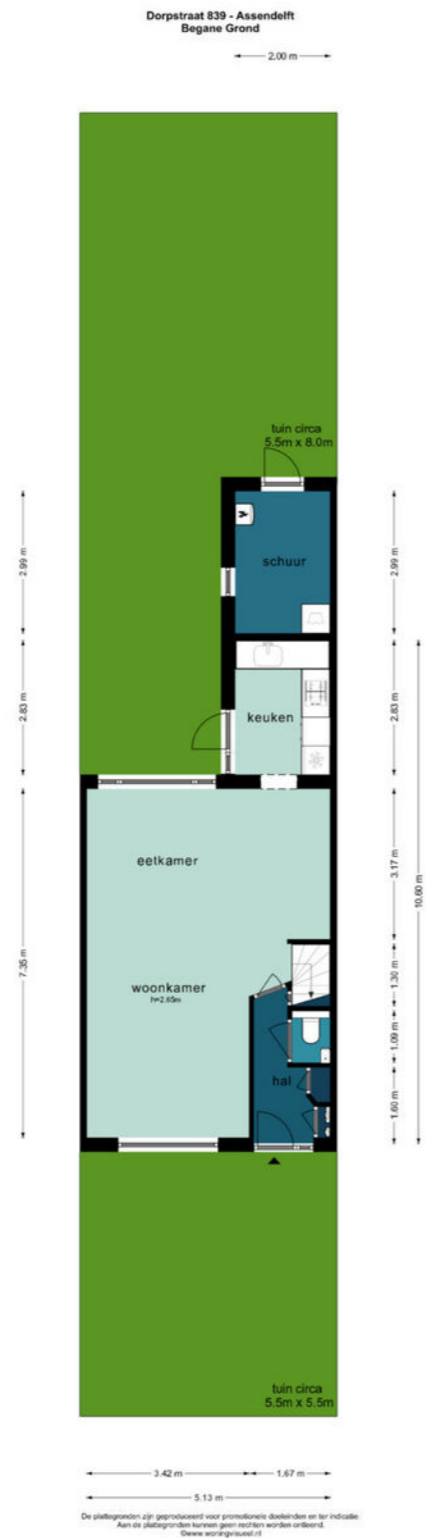 Dorpstraat 839 - Assendelft
Begane Grond
2.00 m
tuin circa
5.5m x 8.0m
2.99 m
schuur
2.99 m
2.83 m
keuken
2.83 m
eetkamer
3.17 m
10.60 m
7.35 m
woonkamer
h=2.65m
1.30 m
1.09 m
hal
1.60 m
tuin circa
5.5m x 5.5m
3.42 m
1.67 m
5.13 m
De plattegronden zijn geproduceerd voor promotionele doeleinden en ter indicatie.
Aan de plattegronden kunnen geen rechten worden ontleend.
©www.woningvisueel.nl